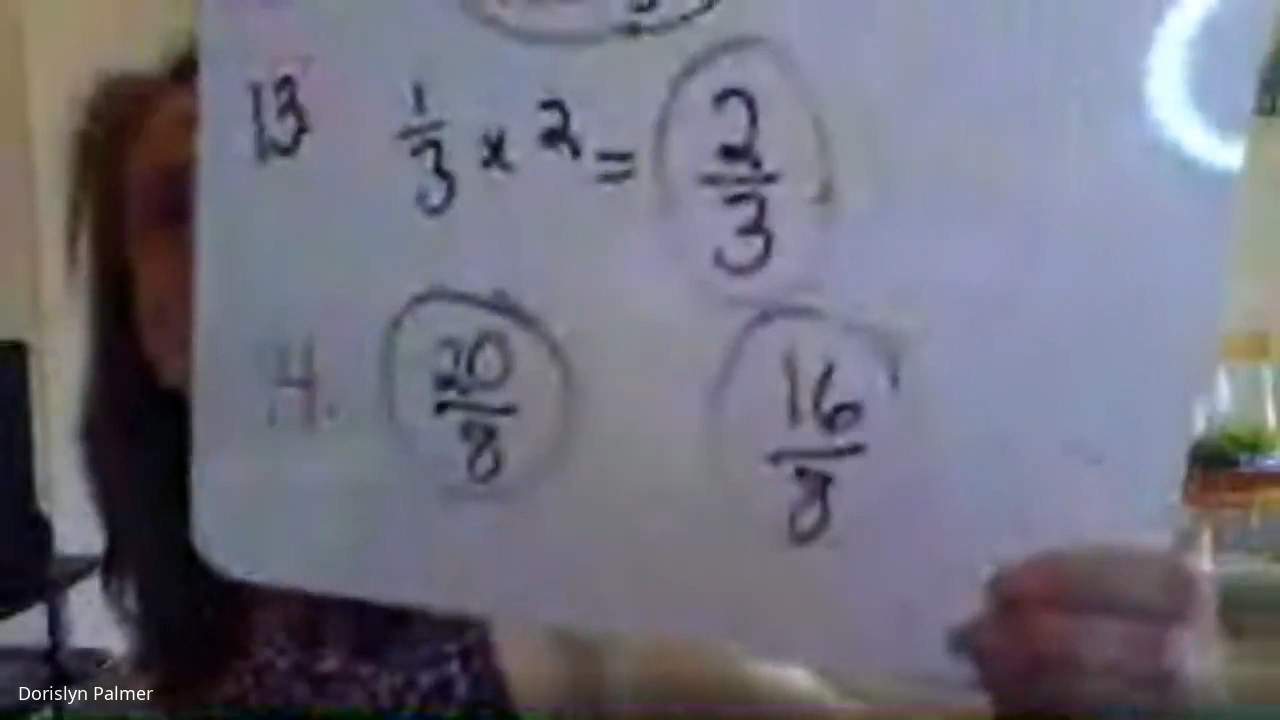 13 1/3 x 2 = 2/3
14. 20/8 16/8
Dorislyn Palmer